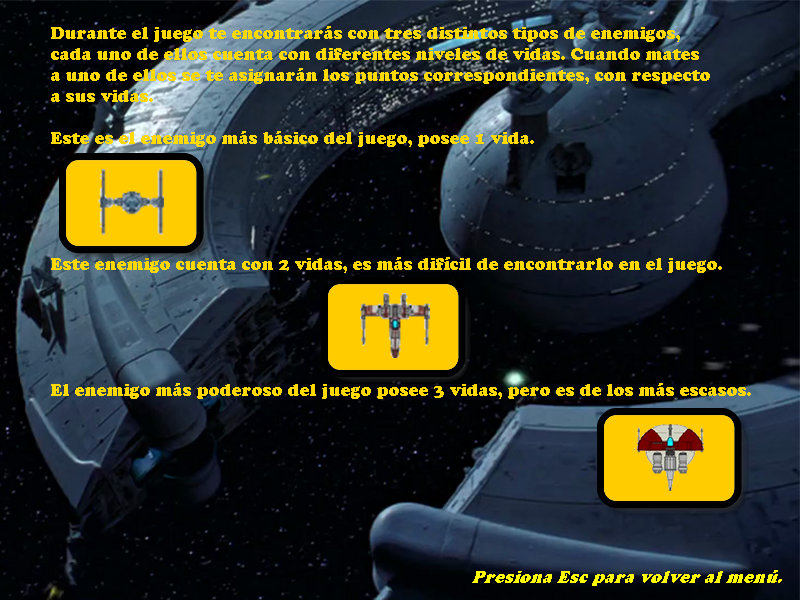 Durante el juego te encontrarás con tres distintos tipos de enemigos,
cada uno de ellos cuenta con diferentes niveles de vidas. Cuando mates
a uno de ellos se te asignarán los puntos correspondientes, con respecto
a sus vidas.
Este es el enemigo más básico del juego, posee 1 vida.
Este enemigo cuenta con 2 vidas, es más difícil de encontrarlo en el juego.
El enemigo más poderoso del juego posee 3 vidas, pero es de los más escasos.
Presiona Esc para volver al menú.